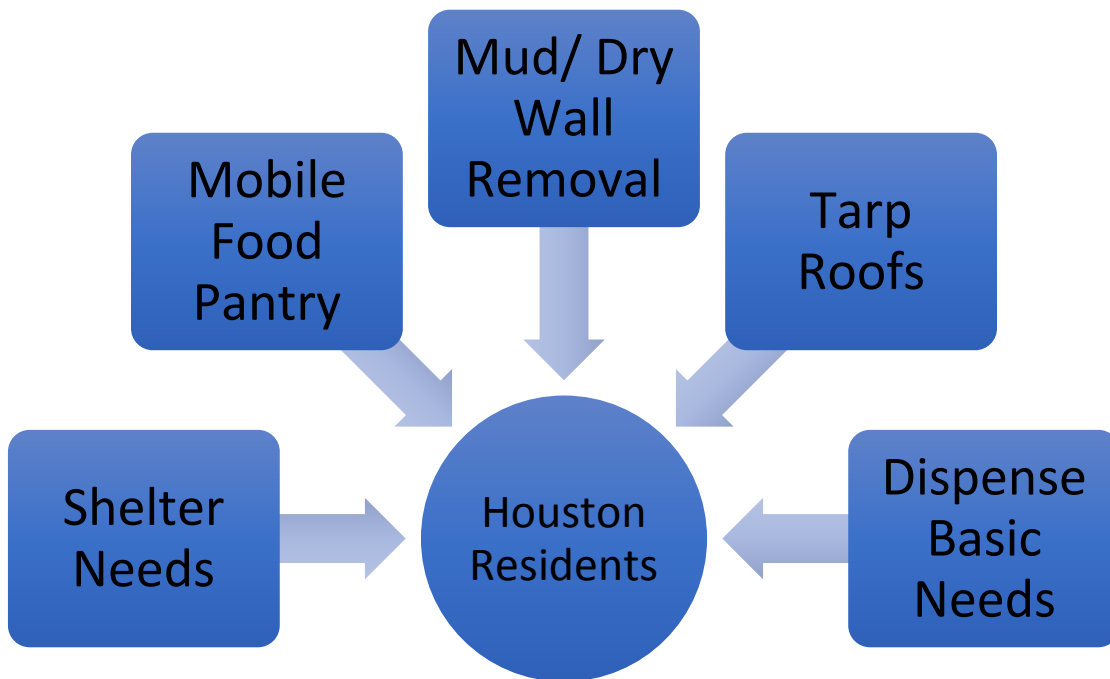 Mud/ Dry
Wall
Removal
Mobile
Food
Pantry
Tarp
Roofs
Shelter
Needs
Houston
Residents
Dispense
Basic
Needs